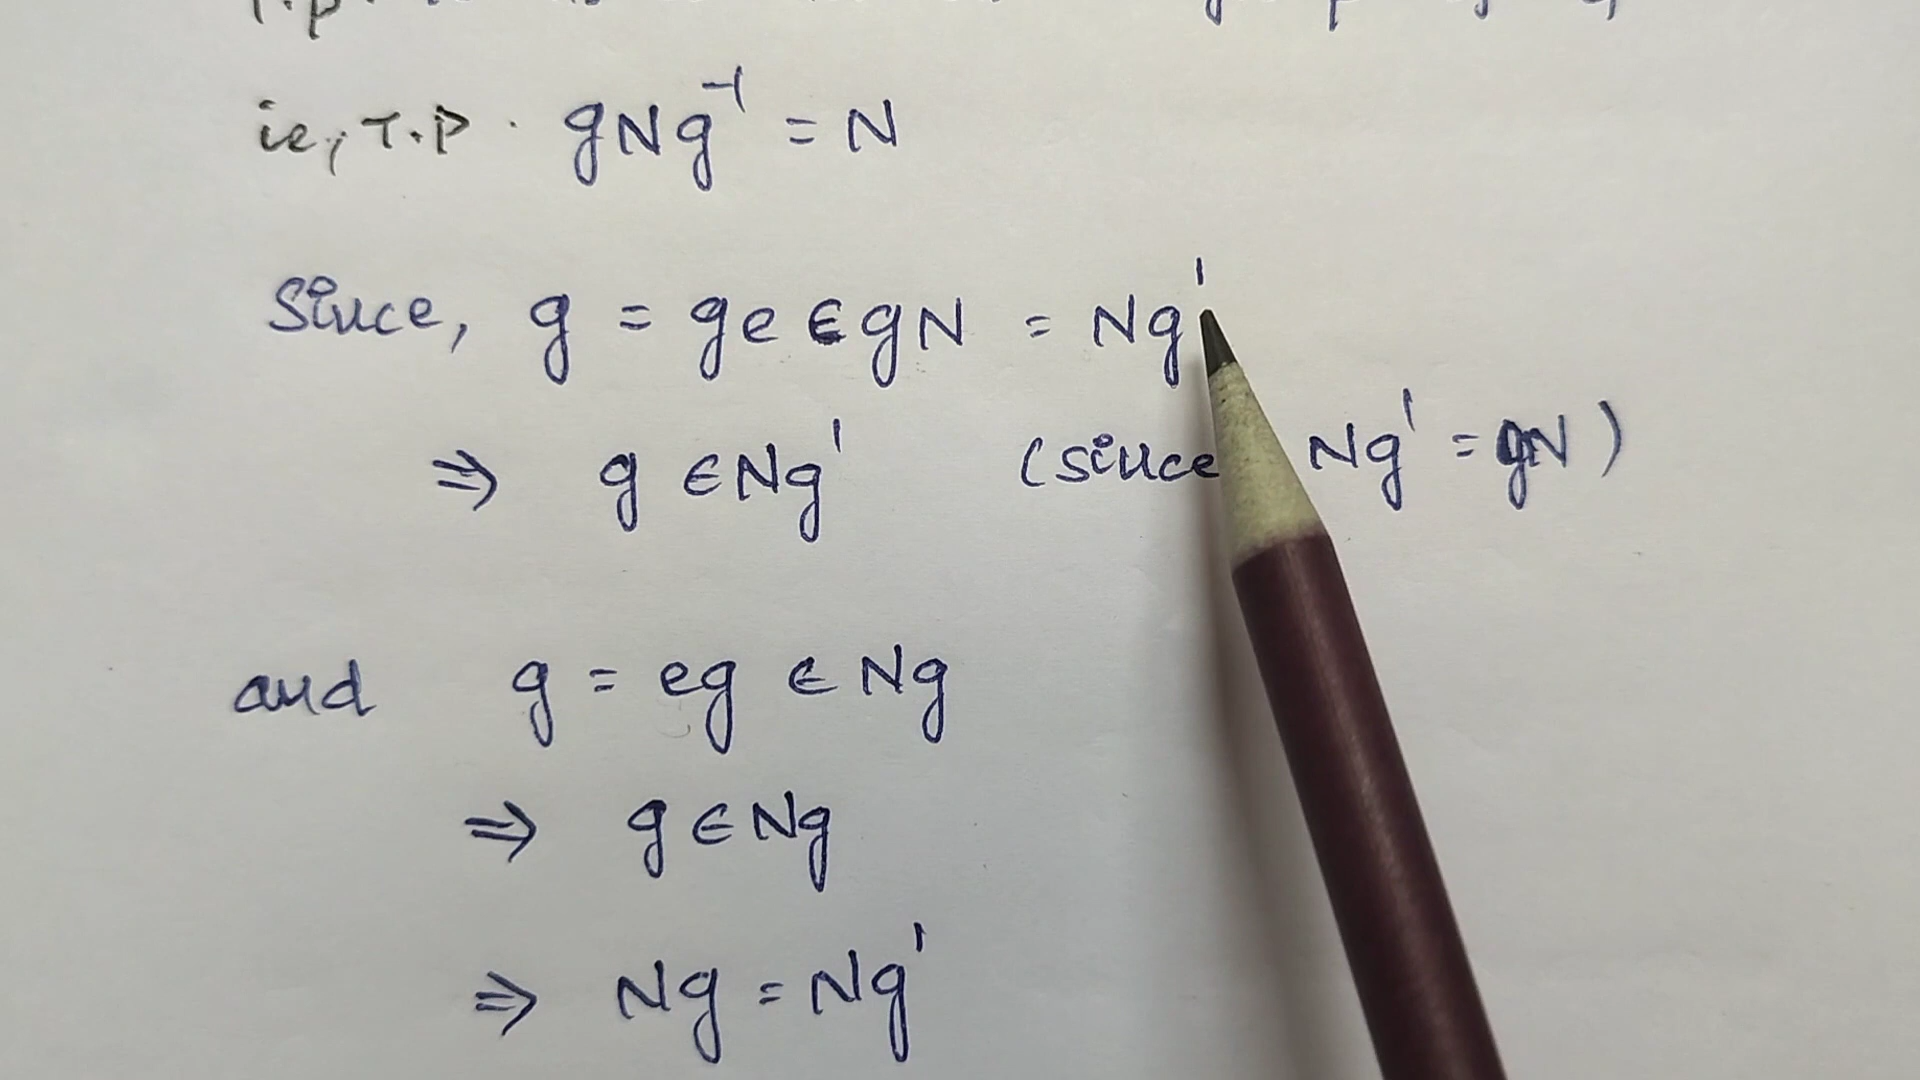 ie, T.P. gNg⁻¹ = N
Since, g = ge ∈ gN = Ng'
⇒ g ∈ Ng' (since Ng' = gN)
and g = eg ∈ Ng
⇒ g ∈ Ng
⇒ Ng = Ng'